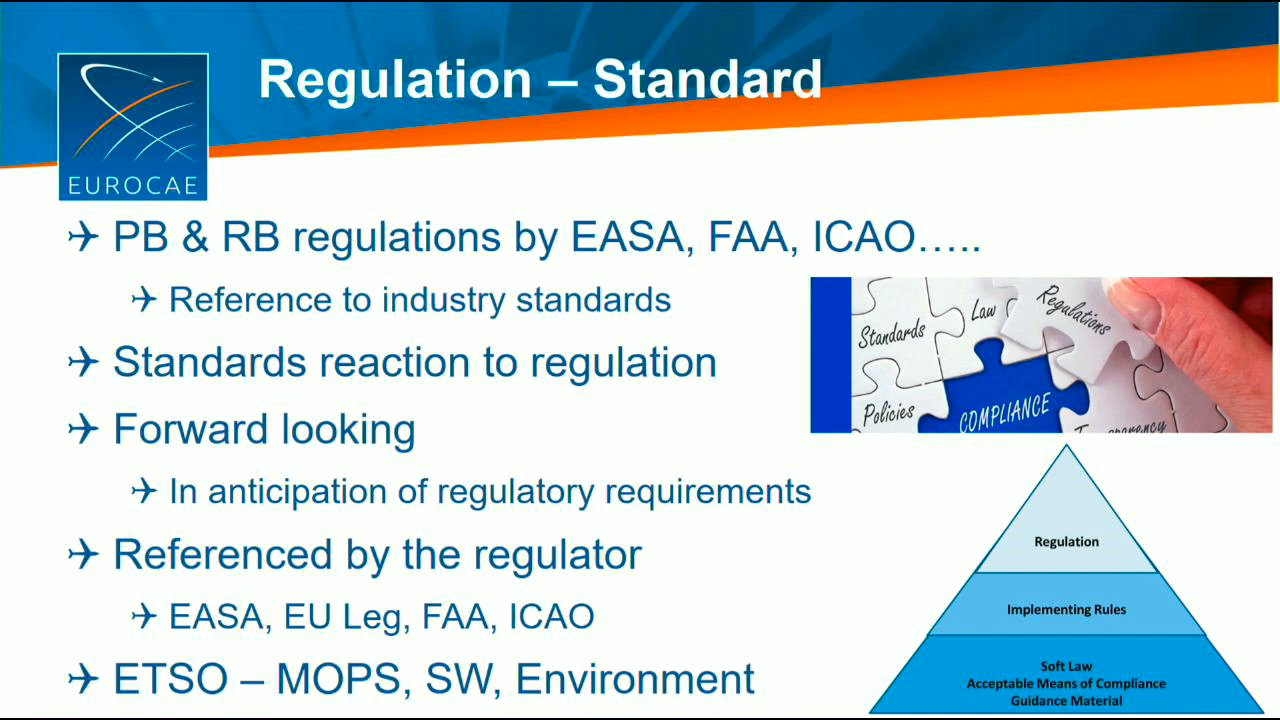 Regulation – Standard
EUROCAE
PB & RB regulations by EASA, FAA, ICAO…..
Reference to industry standards
Standards reaction to regulation
Forward looking
In anticipation of regulatory requirements
Referenced by the regulator
EASA, EU Leg, FAA, ICAO
ETSO – MOPS, SW, Environment
Standards
Law
Regulations
Policies
COMPLIANCE
Regulation
Implementing Rules
Soft Law
Acceptable Means of Compliance
Guidance Material